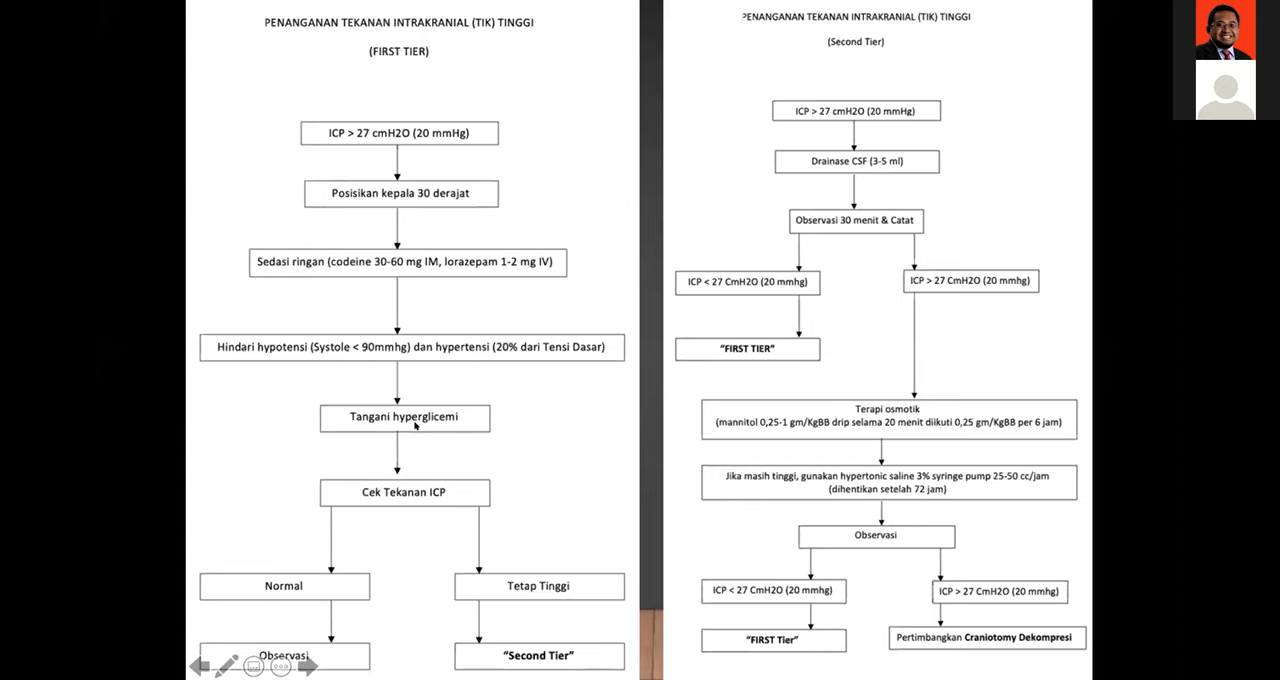 PENANGANAN TEKANAN INTRAKRANIAL (TIK) TINGGI
(FIRST TIER)
ICP > 27 cmH2O (20 mmHg)
Posisikan kepala 30 derajat
Sedasi ringan (codeine 30-60 mg IM, lorazepam 1-2 mg IV)
Hindari hypotensi (Systole < 90mmhg) dan hypertensi (20% dari Tensi Dasar)
Tangani hyperglicemi
Cek Tekanan ICP
Normal
Tetap Tinggi
Observasi
“Second Tier”
PENANGANAN TEKANAN INTRAKRANIAL (TIK) TINGGI
(Second Tier)
ICP > 27 cmH2O (20 mmHg)
Drainase CSF (3-5 ml)
Observasi 30 menit & Catat
ICP < 27 CmH2O (20 mmhg)
ICP > 27 CmH2O (20 mmhg)
“FIRST TIER”
Terapi osmotik
(mannitol 0,25-1 gm/KgBB drip selama 20 menit diikuti 0,25 gm/KgBB per 6 jam)
Jika masih tinggi, gunakan hypertonic saline 3% syringe pump 25-50 cc/jam
(dihentikan setelah 72 jam)
Observasi
ICP < 27 CmH2O (20 mmhg)
ICP > 27 CmH2O (20 mmhg)
“FIRST Tier”
Pertimbangkan Craniotomy Dekompresi